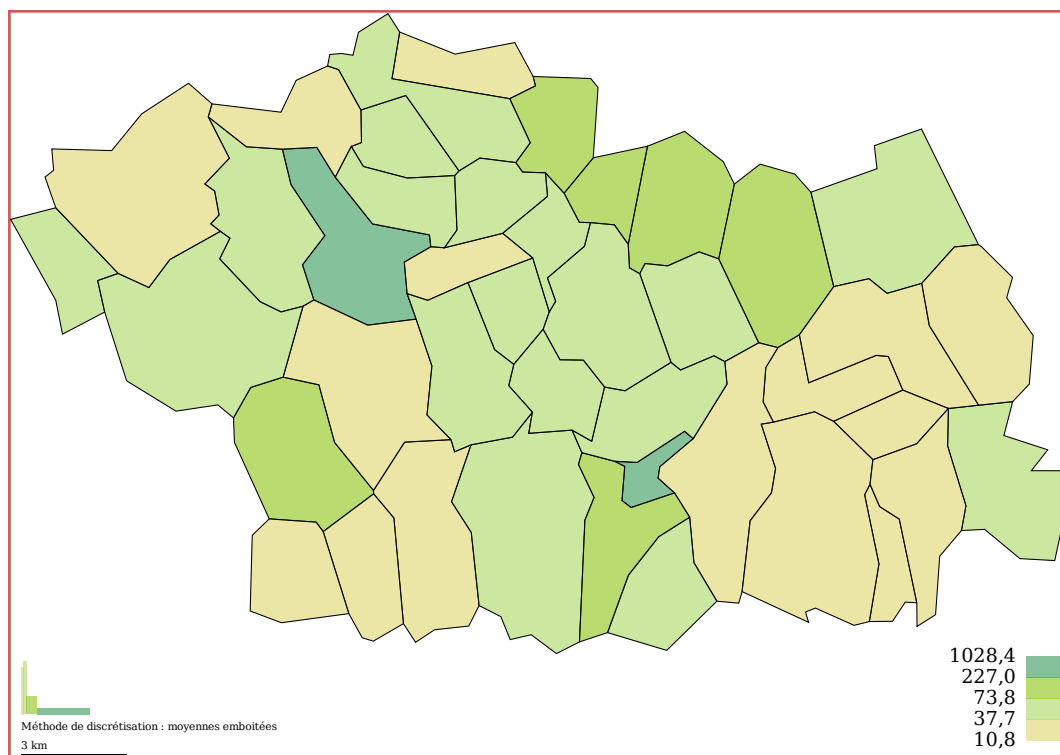 1028,4
227,0
73,8
37,7
10,8
Méthode de discrétisation : moyennes emboitées
3 km